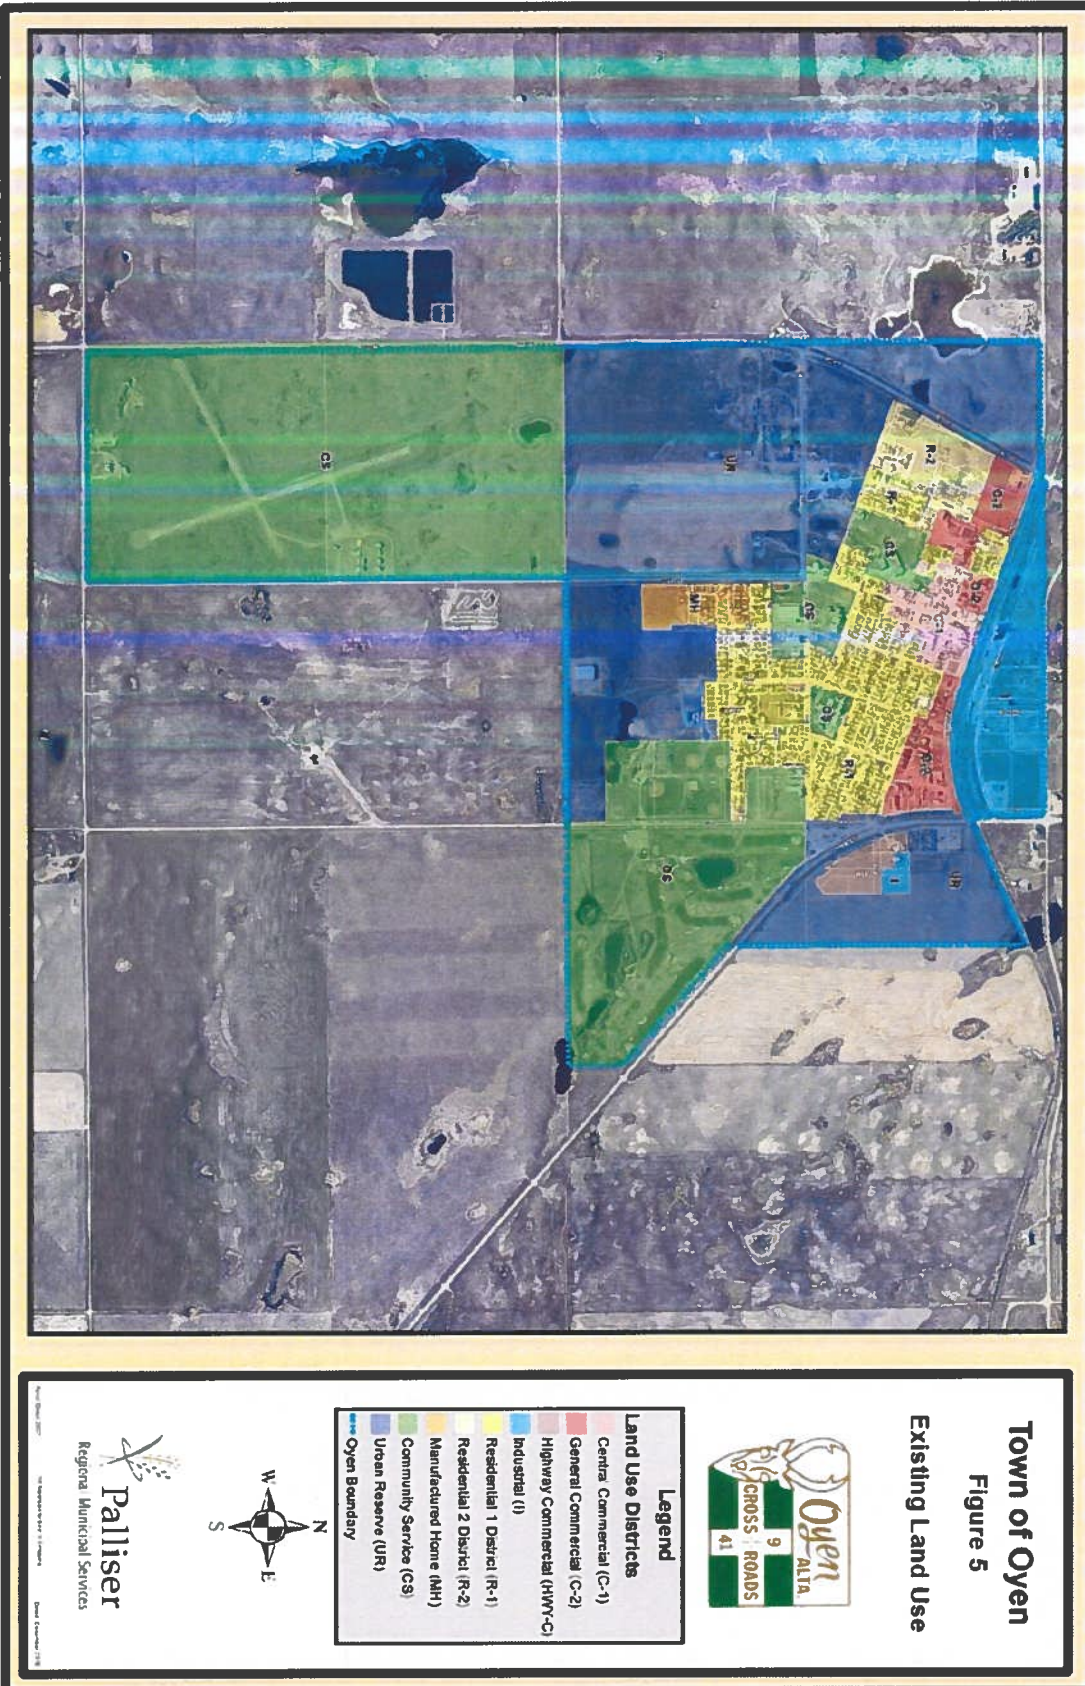 Town of Oyen
Figure 5
Existing Land Use
Oyen
ALTA.
CROSS ROADS
9
41
Legend
Land Use Districts
Central Commercial (C-1)
General Commercial (C-2)
Highway Commercial (HWY-C)
Industrial (I)
Residential 1 District (R-1)
Residential 2 District (R-2)
Manufactured Home (MH)
Community Service (CS)
Urban Reserve (UR)
Oyen Boundary
N
W
E
S
Palliser
Regional Municipal Services
C-2
R-2
R-1
CS
C-2
C-1
I
CS
CS
R-1
UR
I
UR
MH
CS
CS